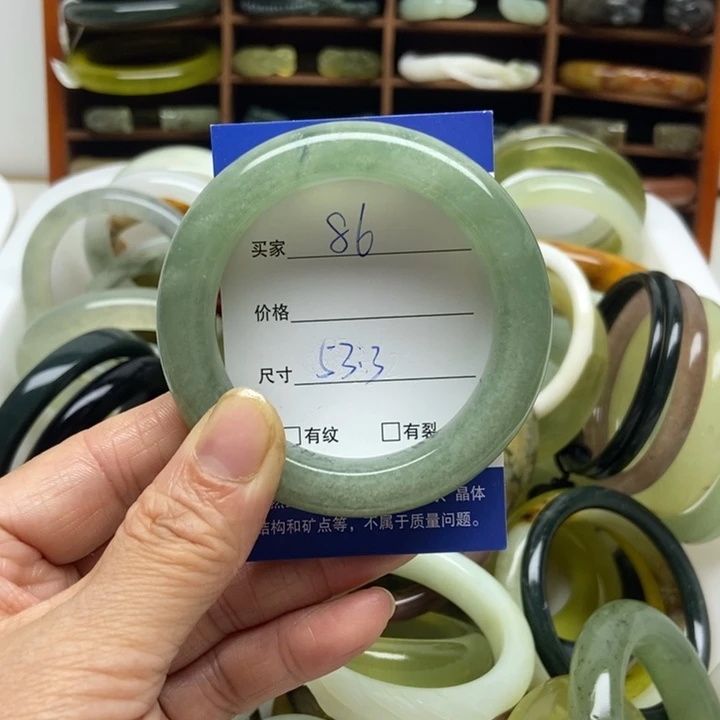 买家 86
价格
尺寸 53.3
□有纹 □有裂
晶体
结构和矿点等，不属于质量问题。